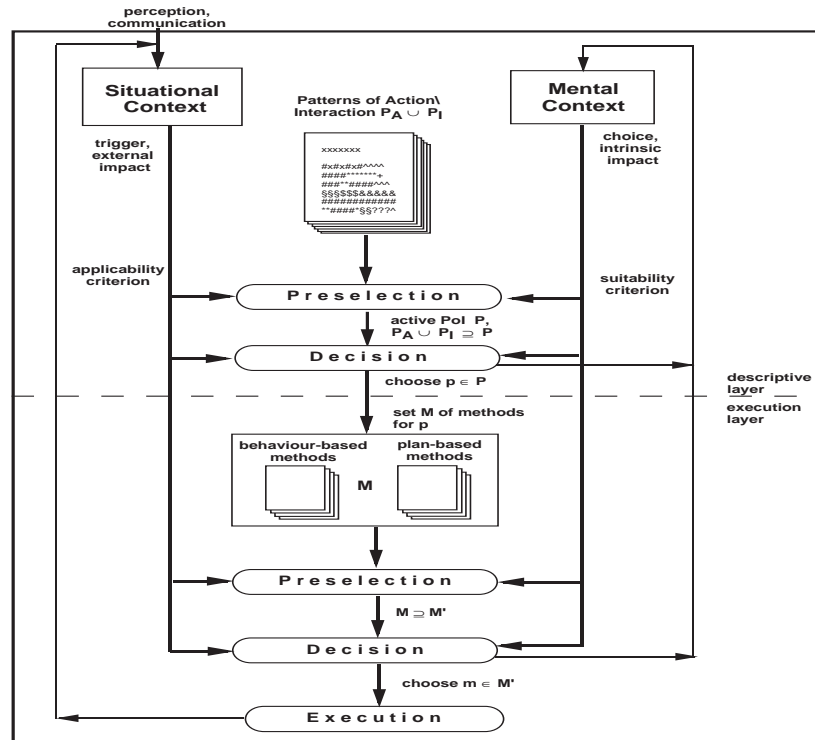 perception,
communication
Situational
Context
Mental
Context
Patterns of Action\
Interaction P_A ∪ P_I
trigger,
external
impact
choice,
intrinsic
impact
xxxxxxx
#x#x#x#^^^^
####*******+
###**####^^^
§§§$$$&&&&&
############
**####*§§???^
applicability
criterion
suitability
criterion
Preselection
active PoI P,
P_A ∪ P_I ⊇ P
Decision
choose p ∈ P
descriptive
layer
execution
layer
set M of methods
for p
behaviour-based
methods
plan-based
methods
M
Preselection
M ⊇ M'
Decision
choose m ∈ M'
Execution